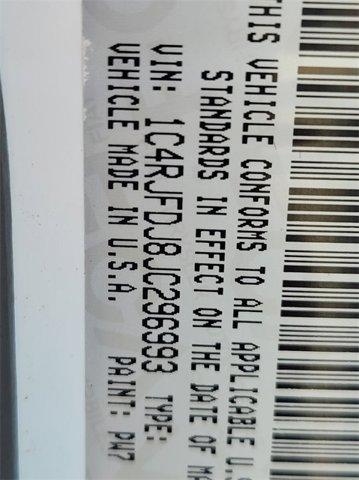 THIS VEHICLE CONFORMS TO ALL APPLICABLE U.S
STANDARDS IN EFFECT ON THE DATE OF MA
VIN: 1C4RJFDJ8JC296993 TYPE:
VEHICLE MADE IN U.S.A. PAINT: PW7